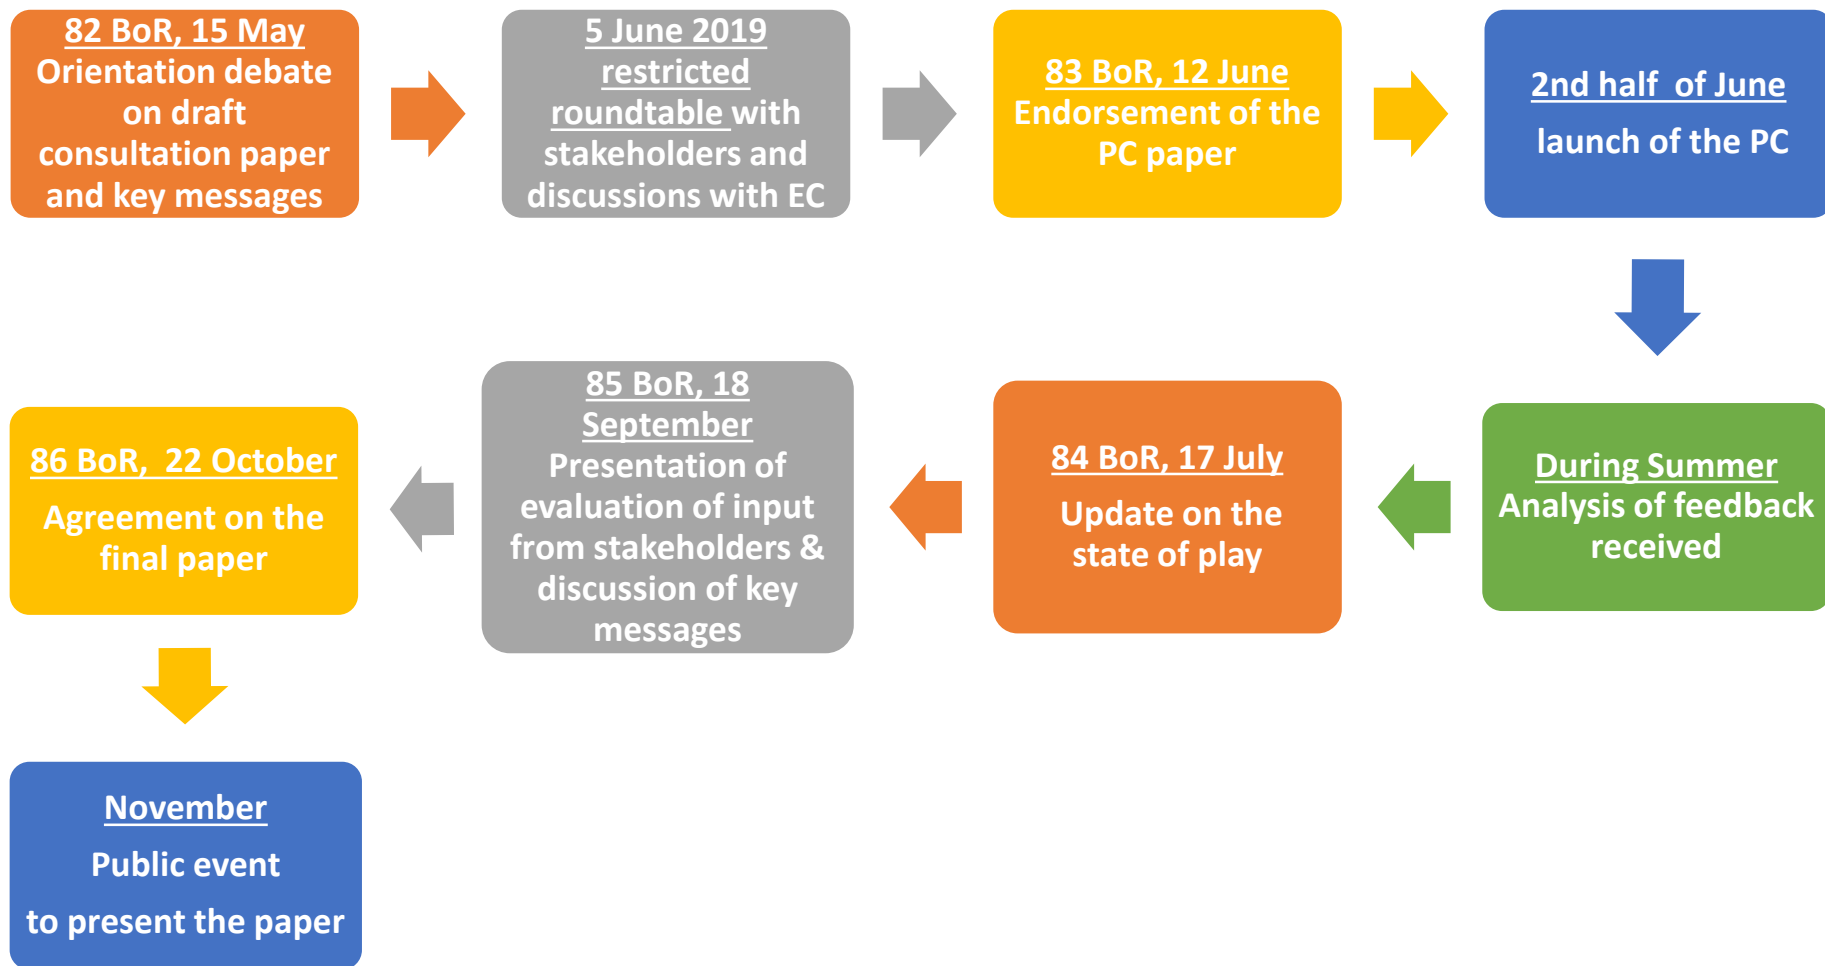 82 BoR, 15 May
Orientation debate
on draft
consultation paper
and key messages
5 June 2019
restricted
roundtable with
stakeholders and
discussions with EC
83 BoR, 12 June
Endorsement of the
PC paper
2nd half of June
launch of the PC
During Summer
Analysis of feedback
received
84 BoR, 17 July
Update on the
state of play
85 BoR, 18
September
Presentation of
evaluation of input
from stakeholders &
discussion of key
messages
86 BoR, 22 October
Agreement on the
final paper
November
Public event
to present the paper